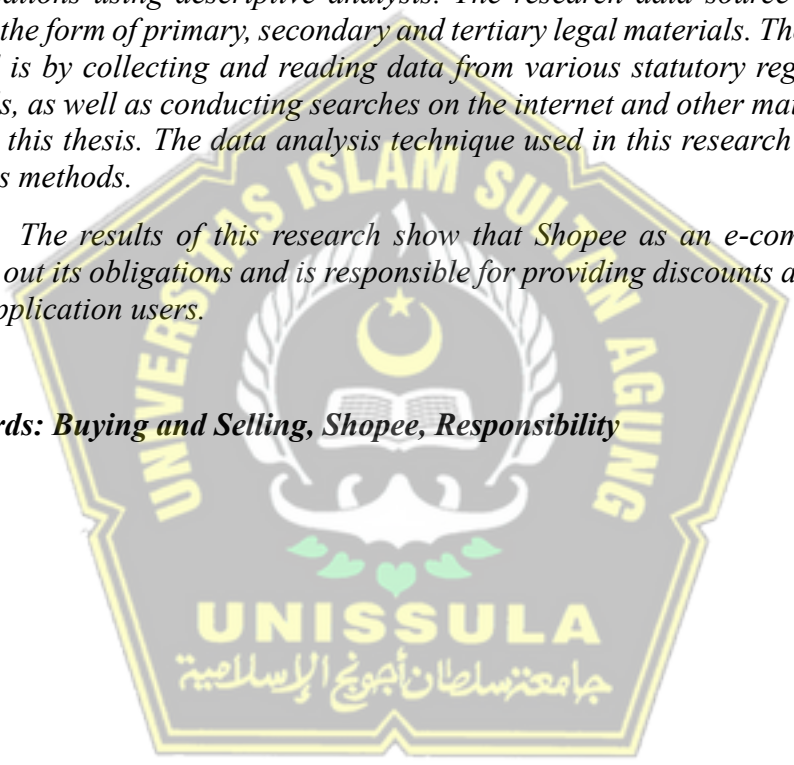 ations using descriptive analysis. The research data source
the form of primary, secondary and tertiary legal materials. The
is by collecting and reading data from various statutory reg
s, as well as conducting searches on the internet and other mat
this thesis. The data analysis technique used in this research
s methods.
The results of this research show that Shopee as an e-com
out its obligations and is responsible for providing discounts a
pplication users.
rds: Buying and Selling, Shopee, Responsibility
UNIVERSITAS ISLAM SULTAN AGUNG
UNISSULA
جامعتنسلطان أجونج الإسلامية